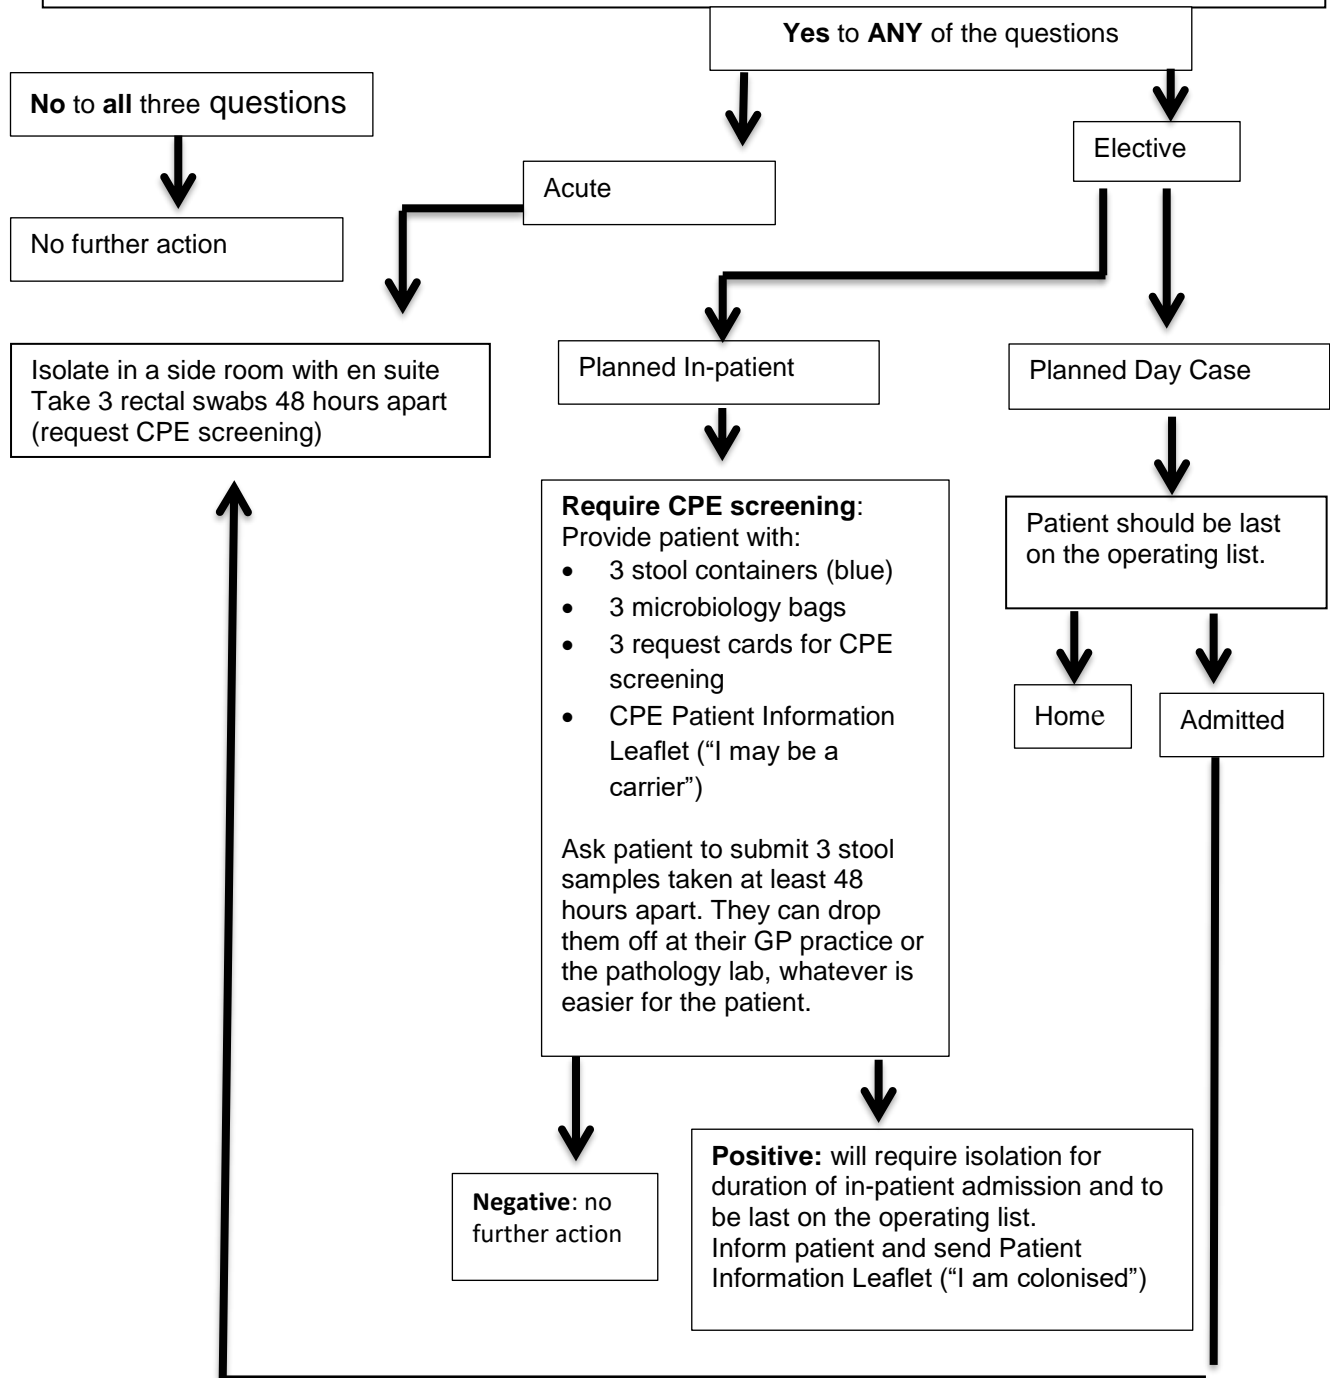 Yes to ANY of the questions
No to all three questions
Elective
Acute
No further action
Isolate in a side room with en suite
Take 3 rectal swabs 48 hours apart
(request CPE screening)
Planned In-patient
Planned Day Case
Require CPE screening:
Provide patient with:
• 3 stool containers (blue)
• 3 microbiology bags
• 3 request cards for CPE
screening
• CPE Patient Information
Leaflet (“I may be a
carrier”)
Ask patient to submit 3 stool
samples taken at least 48
hours apart. They can drop
them off at their GP practice or
the pathology lab, whatever is
easier for the patient.
Patient should be last
on the operating list.
Home
Admitted
Negative: no
further action
Positive: will require isolation for
duration of in-patient admission and to
be last on the operating list.
Inform patient and send Patient
Information Leaflet (“I am colonised”)